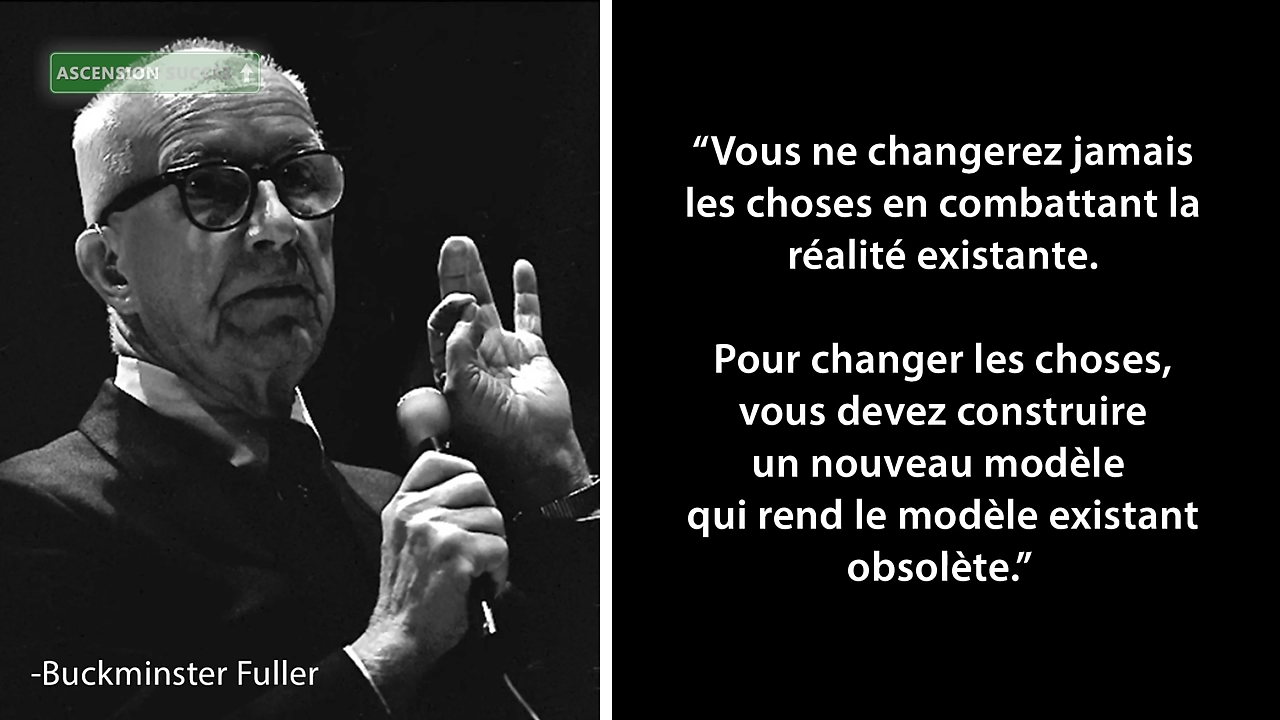 ASCENSION SUCCÈS
“Vous ne changerez jamais
les choses en combattant la
réalité existante.
Pour changer les choses,
vous devez construire
un nouveau modèle
qui rend le modèle existant
obsolète.”
-Buckminster Fuller